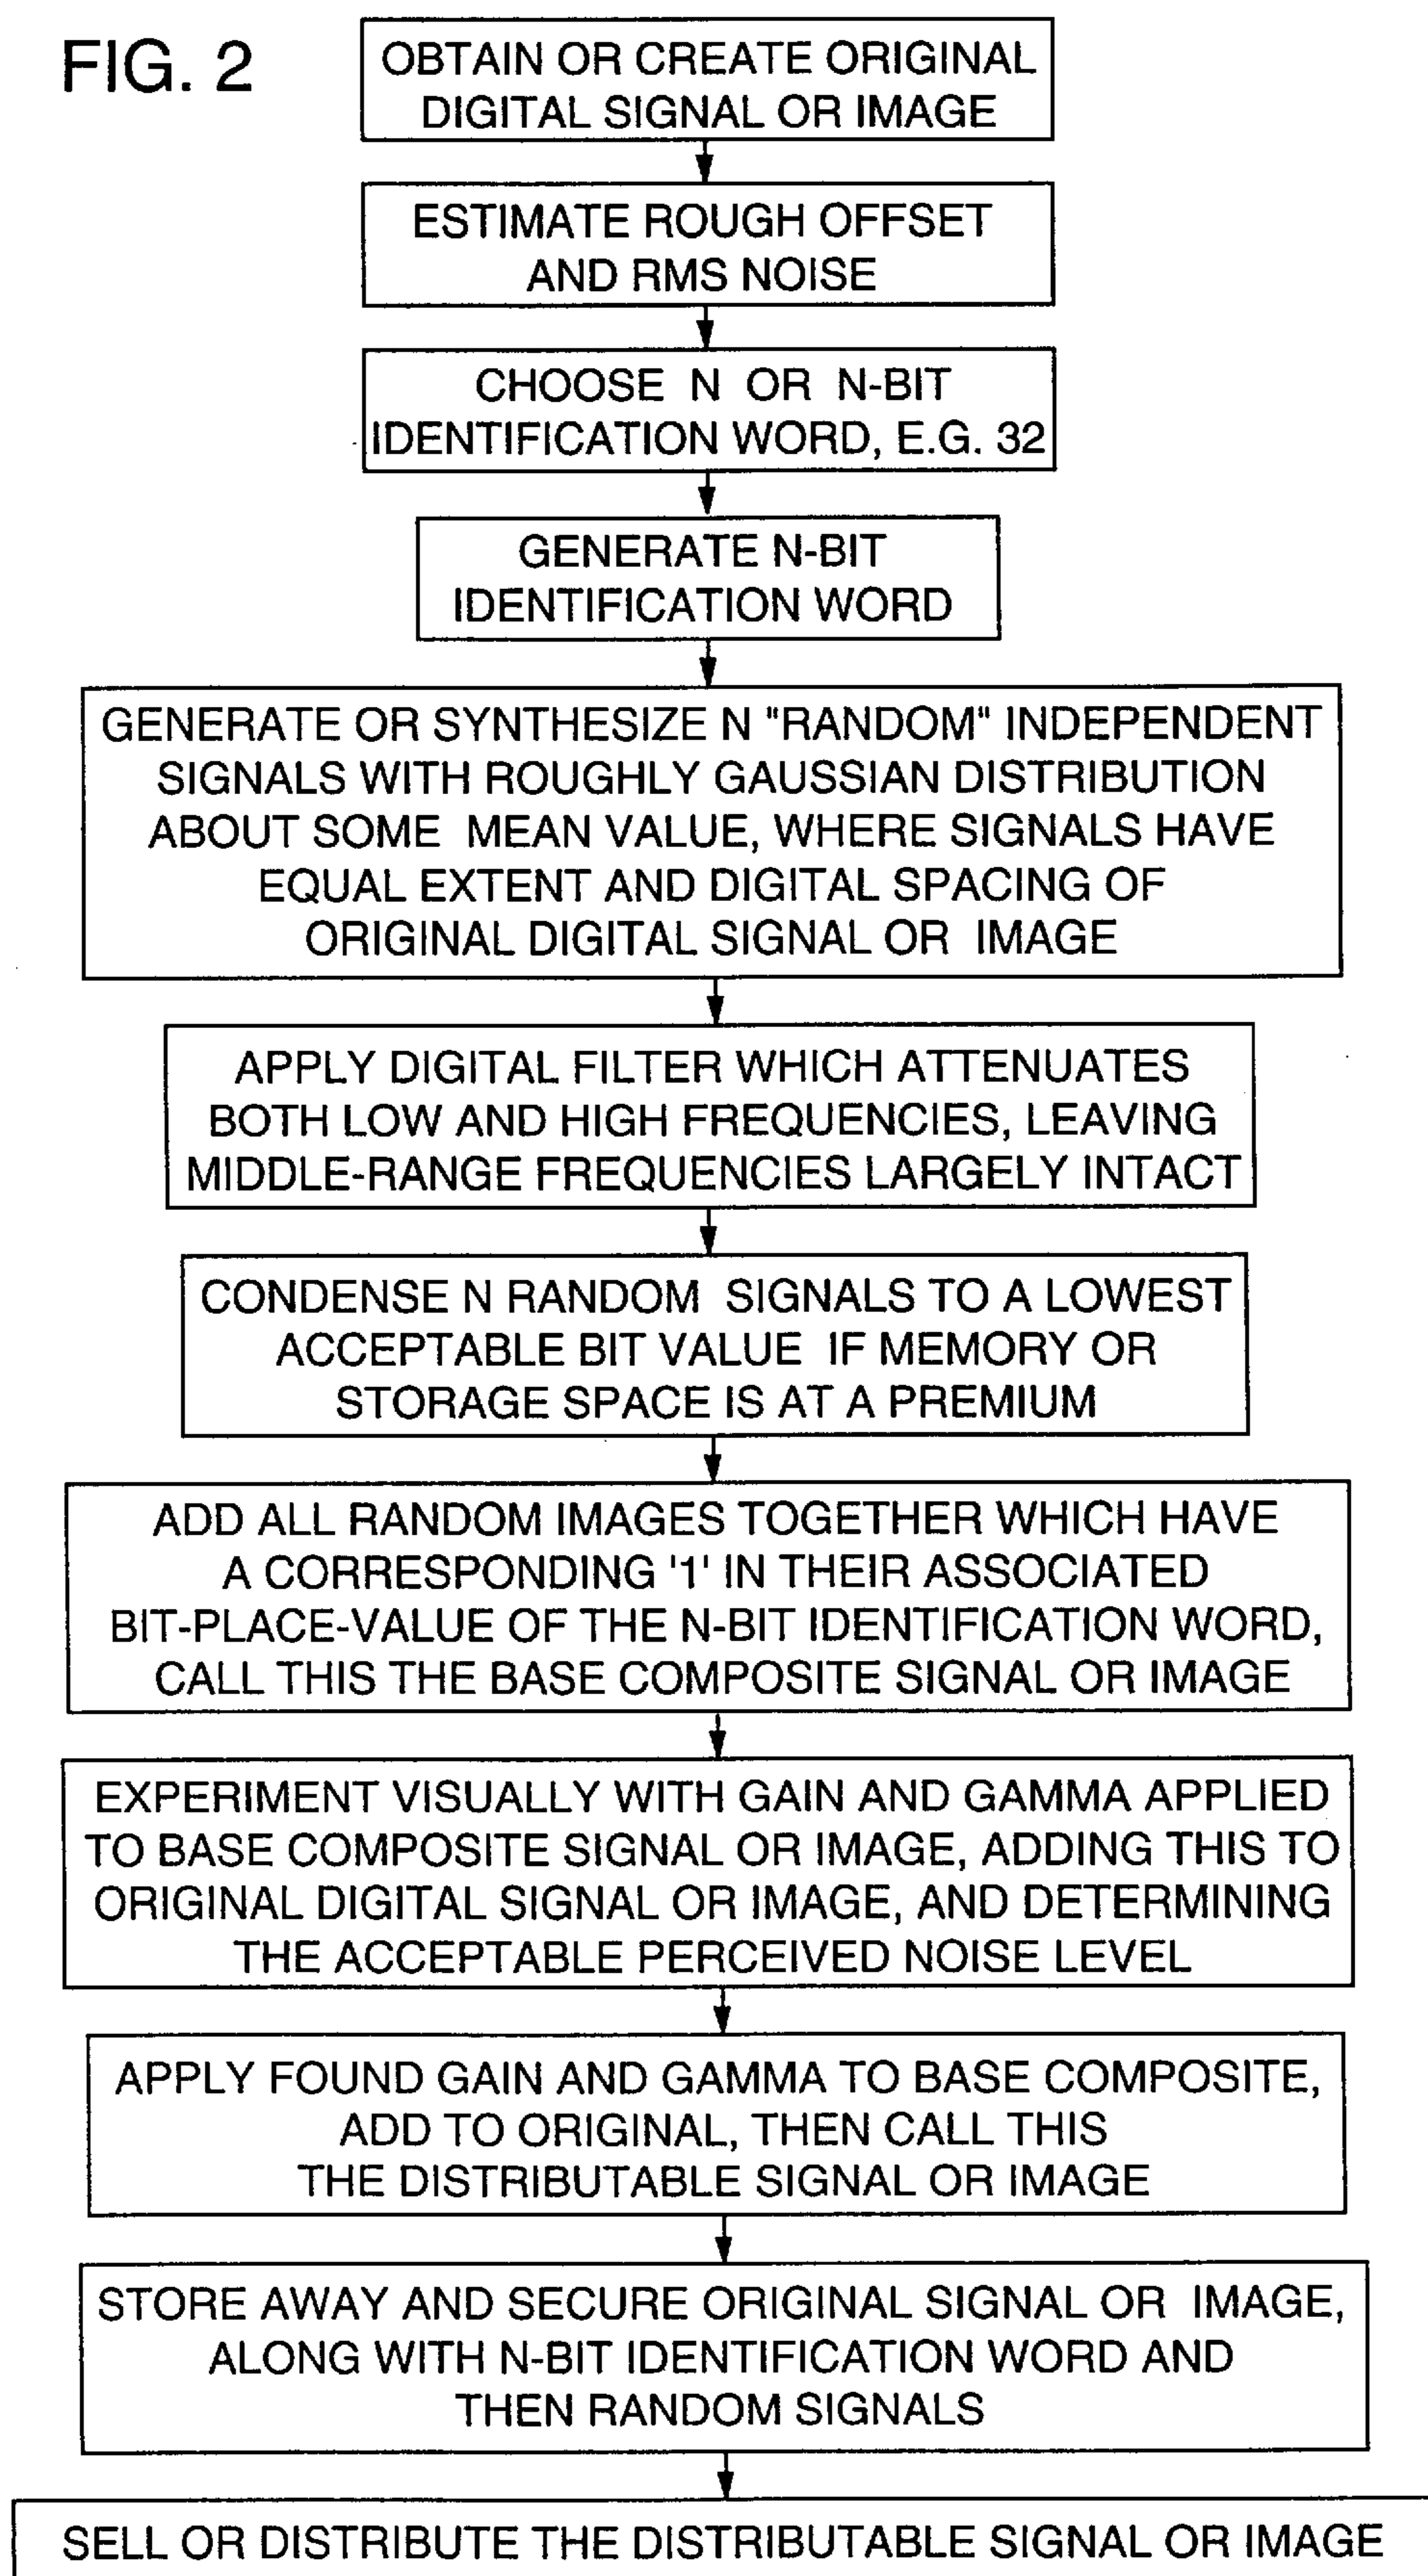 FIG. 2
OBTAIN OR CREATE ORIGINAL
DIGITAL SIGNAL OR IMAGE
ESTIMATE ROUGH OFFSET
AND RMS NOISE
CHOOSE N OR N-BIT
IDENTIFICATION WORD, E.G. 32
GENERATE N-BIT
IDENTIFICATION WORD
GENERATE OR SYNTHESIZE N "RANDOM" INDEPENDENT
SIGNALS WITH ROUGHLY GAUSSIAN DISTRIBUTION
ABOUT SOME MEAN VALUE, WHERE SIGNALS HAVE
EQUAL EXTENT AND DIGITAL SPACING OF
ORIGINAL DIGITAL SIGNAL OR IMAGE
APPLY DIGITAL FILTER WHICH ATTENUATES
BOTH LOW AND HIGH FREQUENCIES, LEAVING
MIDDLE-RANGE FREQUENCIES LARGELY INTACT
CONDENSE N RANDOM SIGNALS TO A LOWEST
ACCEPTABLE BIT VALUE IF MEMORY OR
STORAGE SPACE IS AT A PREMIUM
ADD ALL RANDOM IMAGES TOGETHER WHICH HAVE
A CORRESPONDING '1' IN THEIR ASSOCIATED
BIT-PLACE-VALUE OF THE N-BIT IDENTIFICATION WORD,
CALL THIS THE BASE COMPOSITE SIGNAL OR IMAGE
EXPERIMENT VISUALLY WITH GAIN AND GAMMA APPLIED
TO BASE COMPOSITE SIGNAL OR IMAGE, ADDING THIS TO
ORIGINAL DIGITAL SIGNAL OR IMAGE, AND DETERMINING
THE ACCEPTABLE PERCEIVED NOISE LEVEL
APPLY FOUND GAIN AND GAMMA TO BASE COMPOSITE,
ADD TO ORIGINAL, THEN CALL THIS
THE DISTRIBUTABLE SIGNAL OR IMAGE
STORE AWAY AND SECURE ORIGINAL SIGNAL OR IMAGE,
ALONG WITH N-BIT IDENTIFICATION WORD AND
THEN RANDOM SIGNALS
SELL OR DISTRIBUTE THE DISTRIBUTABLE SIGNAL OR IMAGE